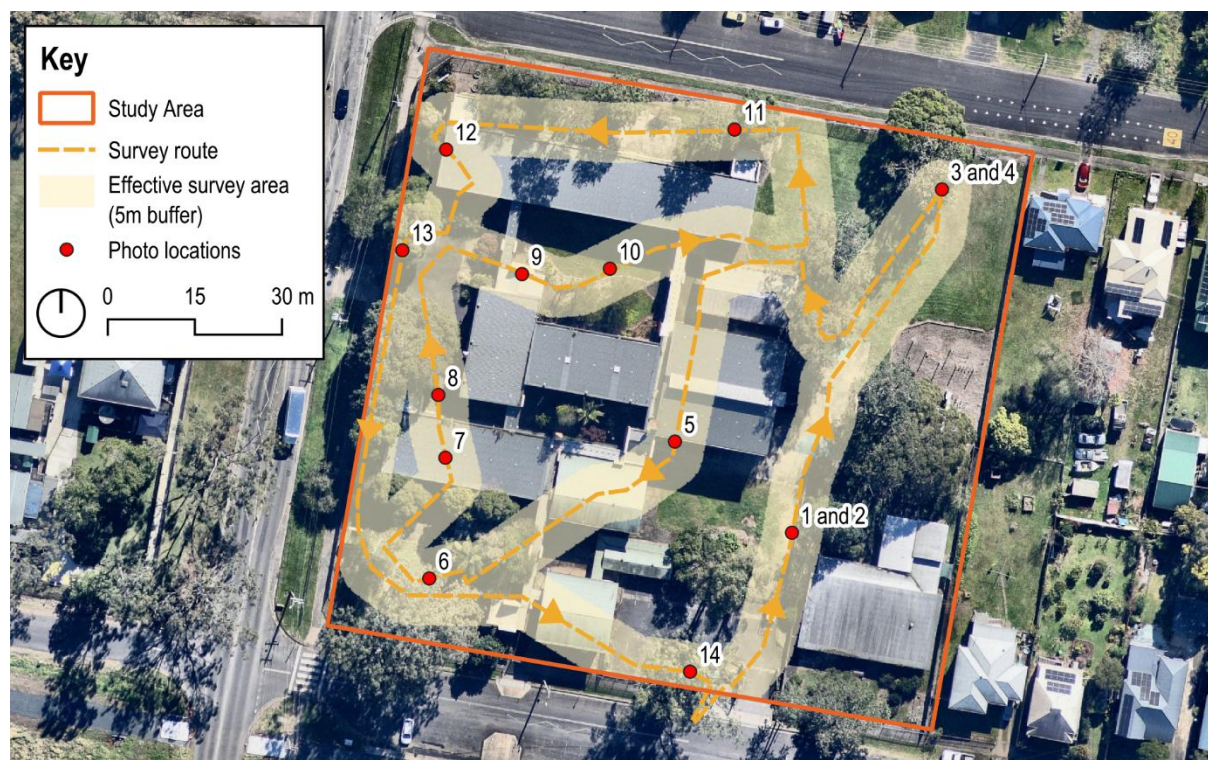 Key
Study Area
Survey route
Effective survey area
(5m buffer)
Photo locations
0 15 30 m
11
12
3 and 4
13
9
10
8
5
7
1 and 2
6
14